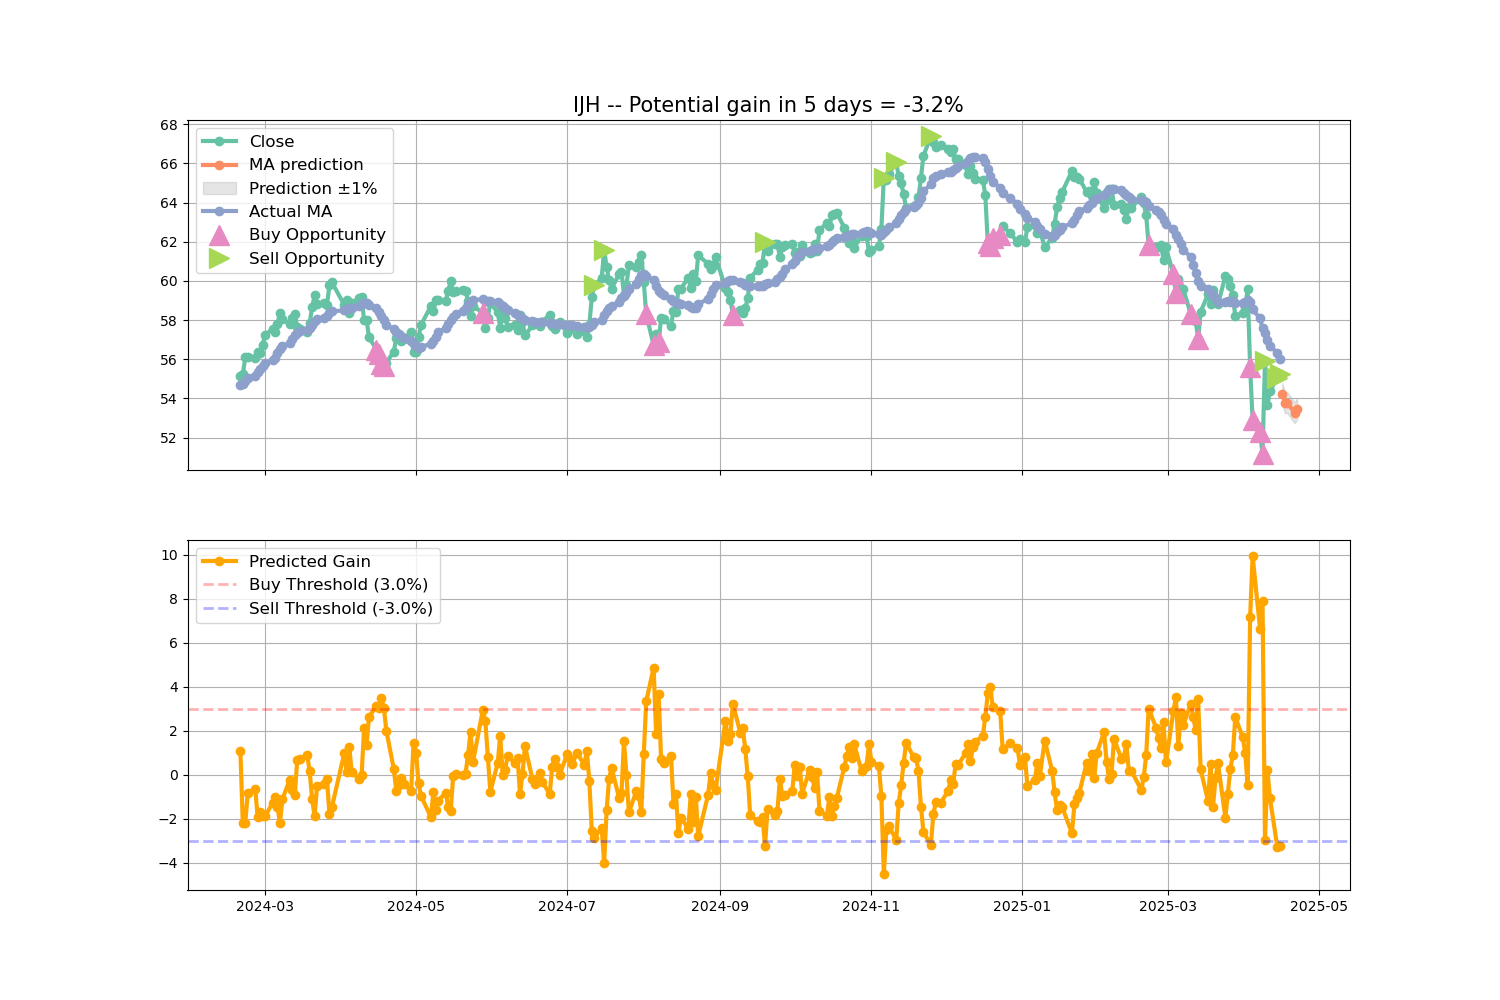 IJH -- Potential gain in 5 days = -3.2%
68
66
64
62
60
58
56
54
52
Close
MA prediction
Prediction ±1%
Actual MA
Buy Opportunity
Sell Opportunity
10
8
6
4
2
0
−2
−4
Predicted Gain
Buy Threshold (3.0%)
Sell Threshold (-3.0%)
2024-03 2024-05 2024-07 2024-09 2024-11 2025-01 2025-03 2025-05